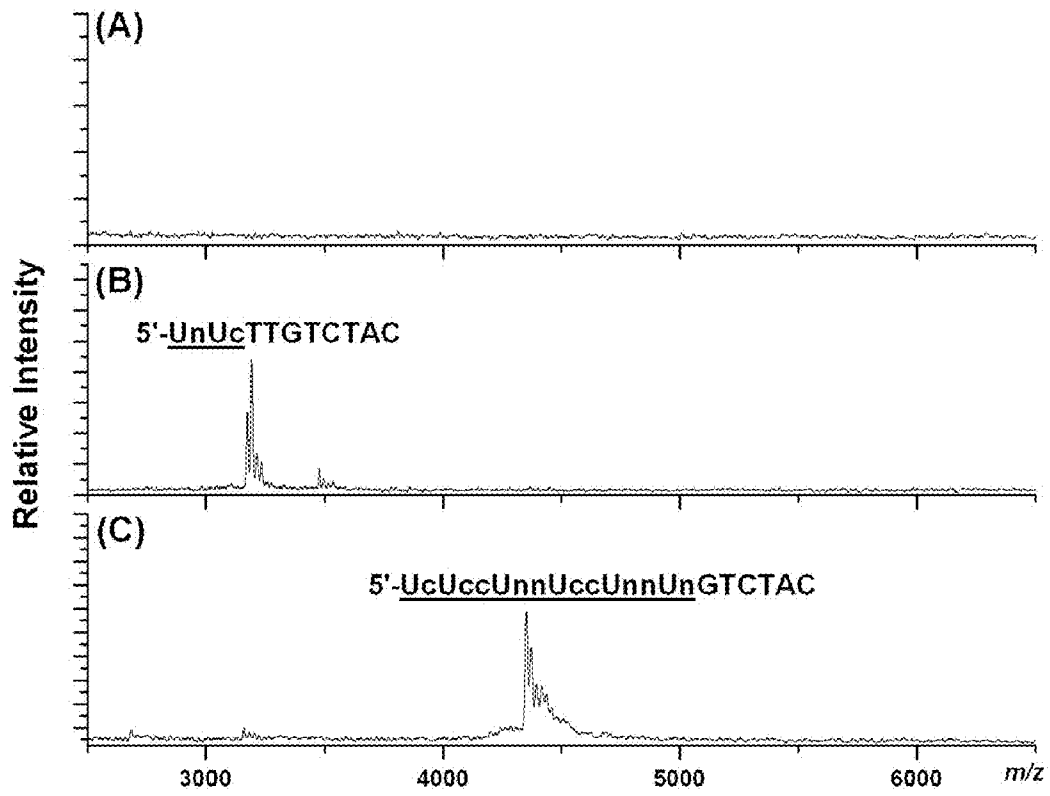 (A)
(B)
5'-UnUcTTGTCTAC
Relative Intensity
(C)
5'-UcUccUnnUccUnnUnGTCTAC
3000 4000 5000 6000 m/z